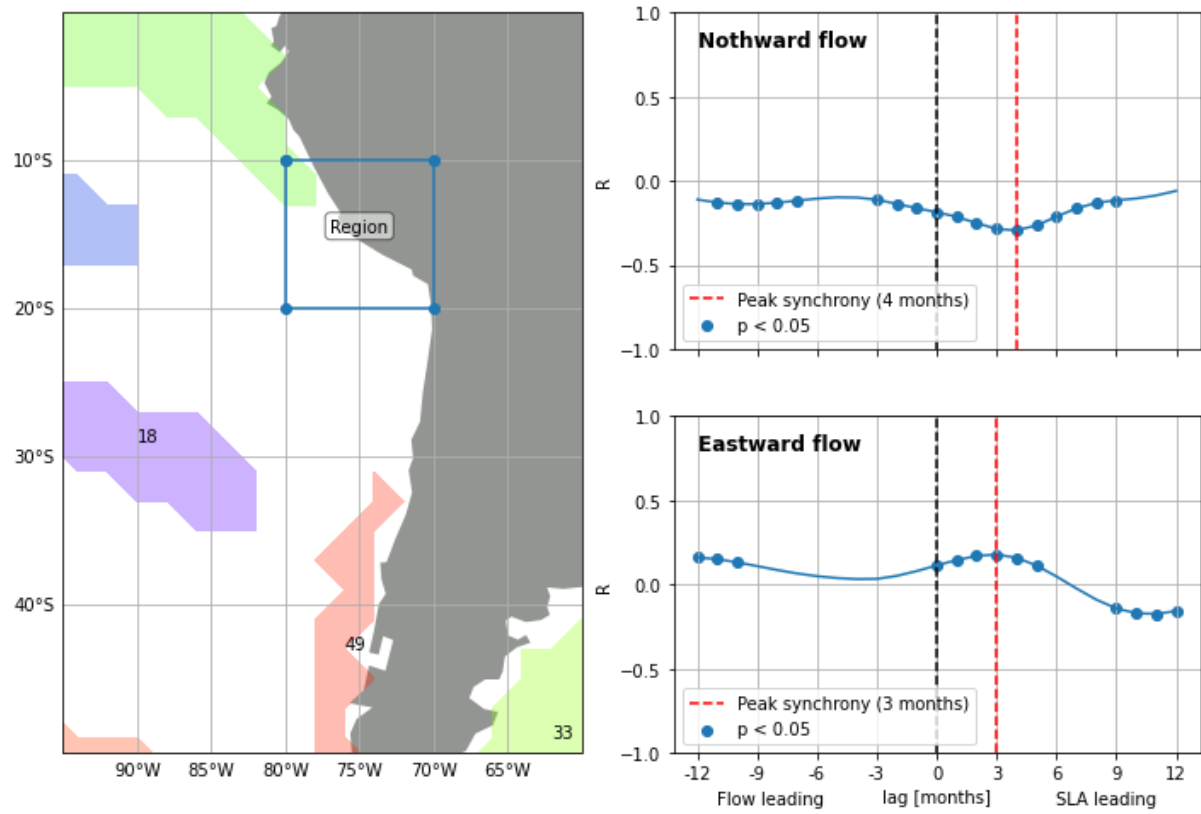 10°S
20°S
30°S
40°S
90°W
85°W
80°W
75°W
70°W
65°W
Region
18
49
33
Nothward flow
R
1.0
0.5
0.0
−0.5
−1.0
Peak synchrony (4 months)
p < 0.05
Eastward flow
R
1.0
0.5
0.0
−0.5
−1.0
Peak synchrony (3 months)
p < 0.05
-12
-9
-6
-3
0
3
6
9
12
Flow leading
lag [months]
SLA leading